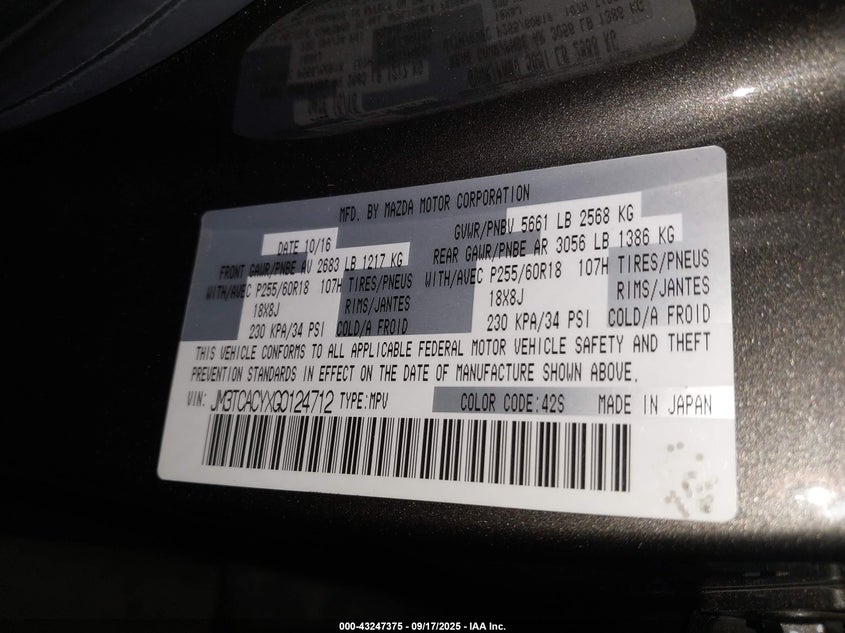 MFD. BY MAZDA MOTOR CORPORATION
DATE 10/16 GVWR/PNBV 5661 LB 2568 KG
FRONT GAWR/PNBE AV 2683 LB 1217 KG REAR GAWR/PNBE AR 3056 LB 1386 KG
WITH/AVEC P255/60R18 107H TIRES/PNEUS WITH/AVEC P255/60R18 107H TIRES/PNEUS
18X8J RIMS/JANTES 18X8J RIMS/JANTES
230 KPA/34 PSI COLD/A FROID 230 KPA/34 PSI COLD/A FROID
THIS VEHICLE CONFORMS TO ALL APPLICABLE FEDERAL MOTOR VEHICLE SAFETY AND THEFT
PREVENTION STANDARDS IN EFFECT ON THE DATE OF MANUFACTURE SHOWN ABOVE.
VIN: JM3TCACYXG0124712 TYPE:MPV COLOR CODE:42S MADE IN JAPAN
000-43247375 - 09/17/2025 - IAA Inc.